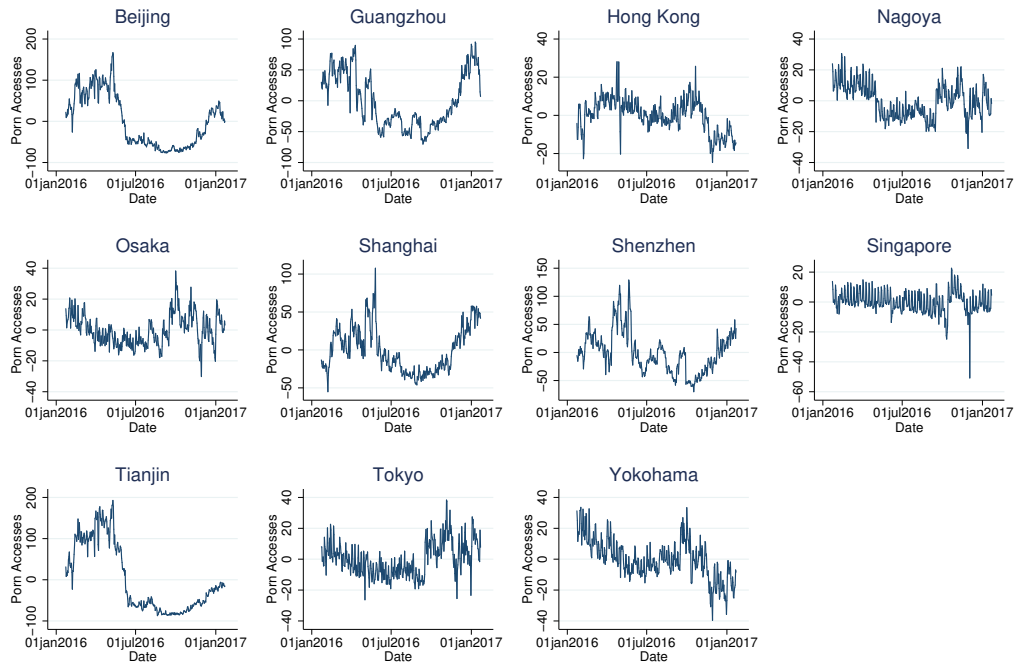 Beijing
Porn Accesses
200
100
0
−100
01jan2016 01jul2016 01jan2017
Date
Guangzhou
Porn Accesses
100
50
0
−50
−100
01jan2016 01jul2016 01jan2017
Date
Hong Kong
Porn Accesses
40
20
0
−20
01jan2016 01jul2016 01jan2017
Date
Nagoya
Porn Accesses
40
20
0
−20
−40
01jan2016 01jul2016 01jan2017
Date
Osaka
Porn Accesses
40
20
0
−20
−40
01jan2016 01jul2016 01jan2017
Date
Shanghai
Porn Accesses
100
50
0
−50
01jan2016 01jul2016 01jan2017
Date
Shenzhen
Porn Accesses
150
100
50
0
−50
01jan2016 01jul2016 01jan2017
Date
Singapore
Porn Accesses
20
0
−20
−40
−60
01jan2016 01jul2016 01jan2017
Date
Tianjin
Porn Accesses
200
100
0
−100
01jan2016 01jul2016 01jan2017
Date
Tokyo
Porn Accesses
40
20
0
−20
−40
01jan2016 01jul2016 01jan2017
Date
Yokohama
Porn Accesses
40
20
0
−20
−40
01jan2016 01jul2016 01jan2017
Date